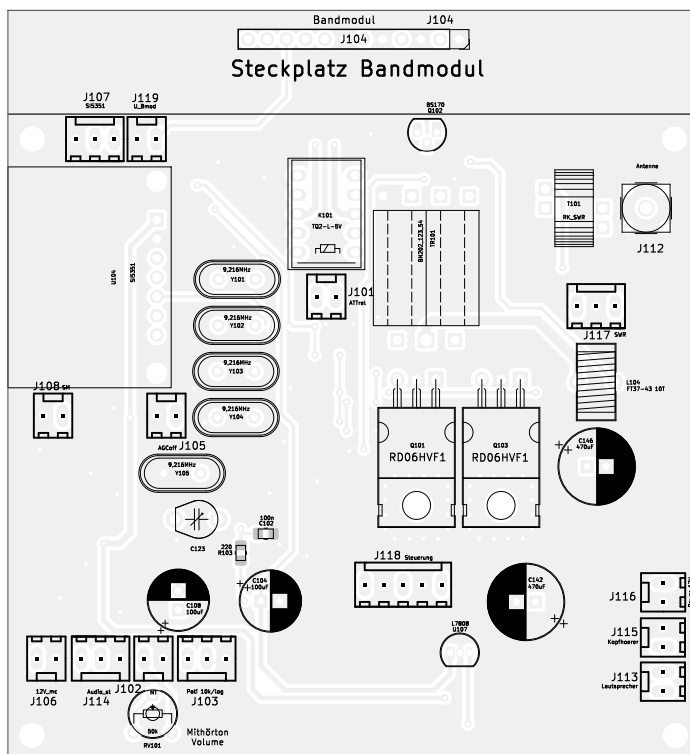 Bandmodul J104
J104
Steckplatz Bandmodul
J107 J119
Si5351 U_Bmod
BS170
Q102
Antenne
T101
RK_SWR
J112
K101
TQ2-L-5V
BN202_123_54
TR101
U104
Si5351
9,216MHz
Y101
J101
ATTrel
9,216MHz
Y102
J117 SWR
9,216MHz
Y103
L104
FT37-43 10T
J108 SM
9,216MHz
Y104
J105
AGCoff
Q101
RD06HVF1
Q103
RD06HVF1
C146
470uF
9,216MHz
Y105
C123
100n
C102
220
R103
J118 Steuerung
C104
100uF
C108
100uF
C142
470uF
J116
J115
Kopfhoerer
L7808
U107
J113
Lautsprecher
12V_mc
J106
Audio_st
J114
J102
MT
Poti 10k/log
J103
50k
RV101
Mithörton
Volume